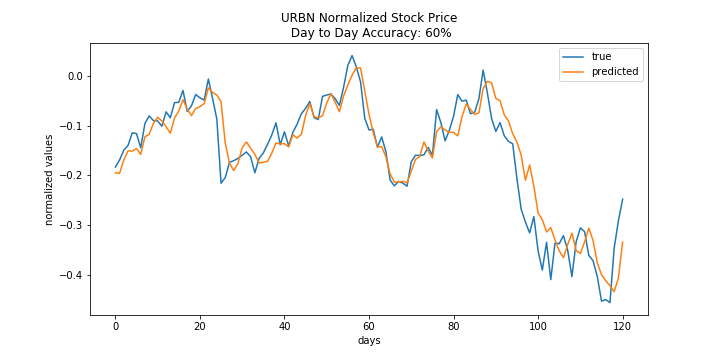 URBN Normalized Stock Price
Day to Day Accuracy: 60%
true
predicted
normalized values
0.0
−0.1
−0.2
−0.3
−0.4
0
20
40
60
80
100
120
days